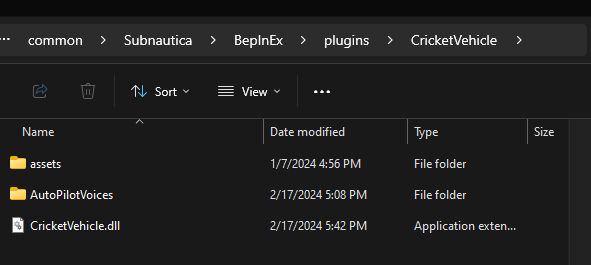 ··· common > Subnautica > BepInEx > plugins > CricketVehicle >
Sort View ···
Name Date modified Type Size
assets 1/7/2024 4:56 PM File folder
AutoPilotVoices 2/17/2024 5:08 PM File folder
CricketVehicle.dll 2/17/2024 5:42 PM Application exten...